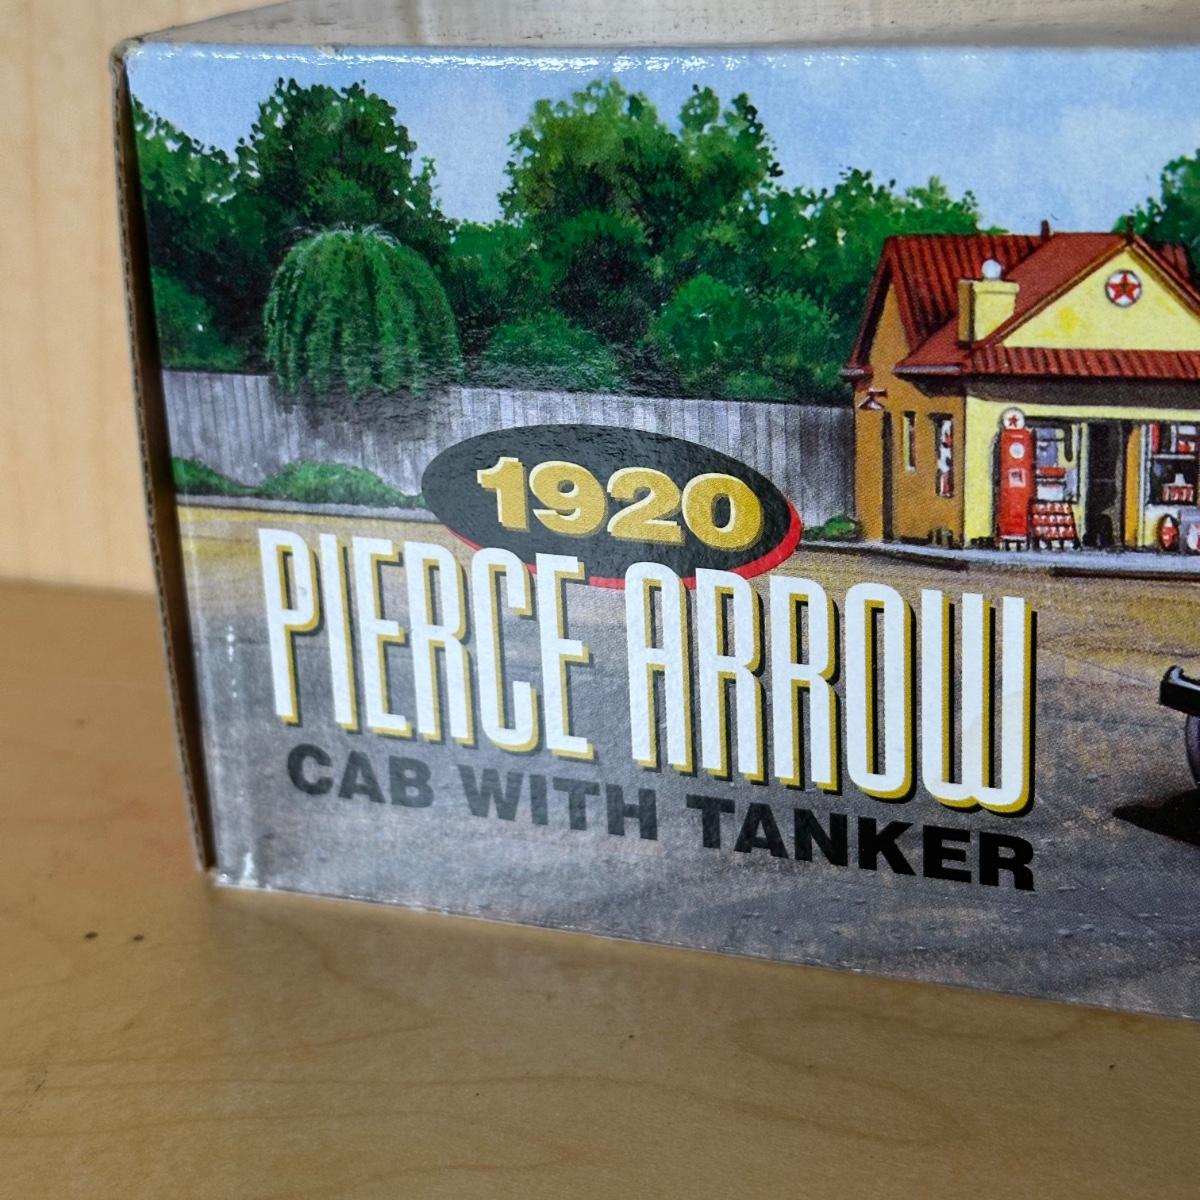 1920
PIERCE ARROW
CAB WITH TANKER